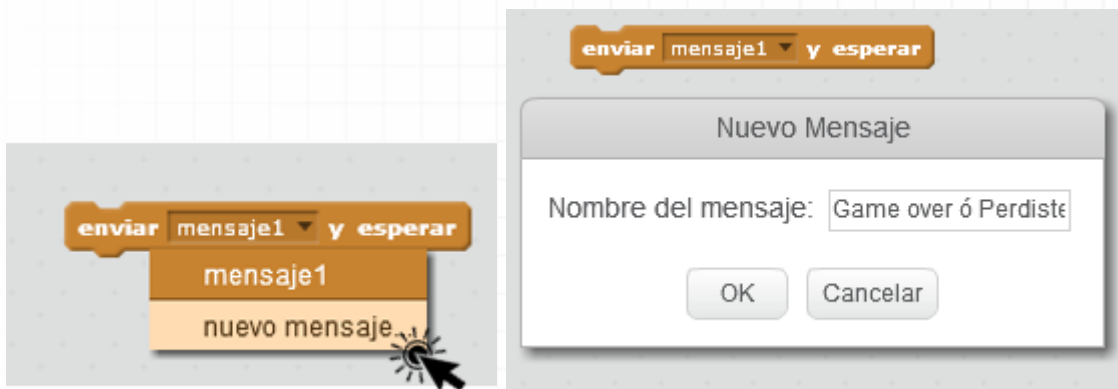 enviar mensaje1 y esperar
mensaje1
nuevo mensaje...
enviar mensaje1 y esperar
Nuevo Mensaje
Nombre del mensaje: Game over ó Perdiste
OK Cancelar